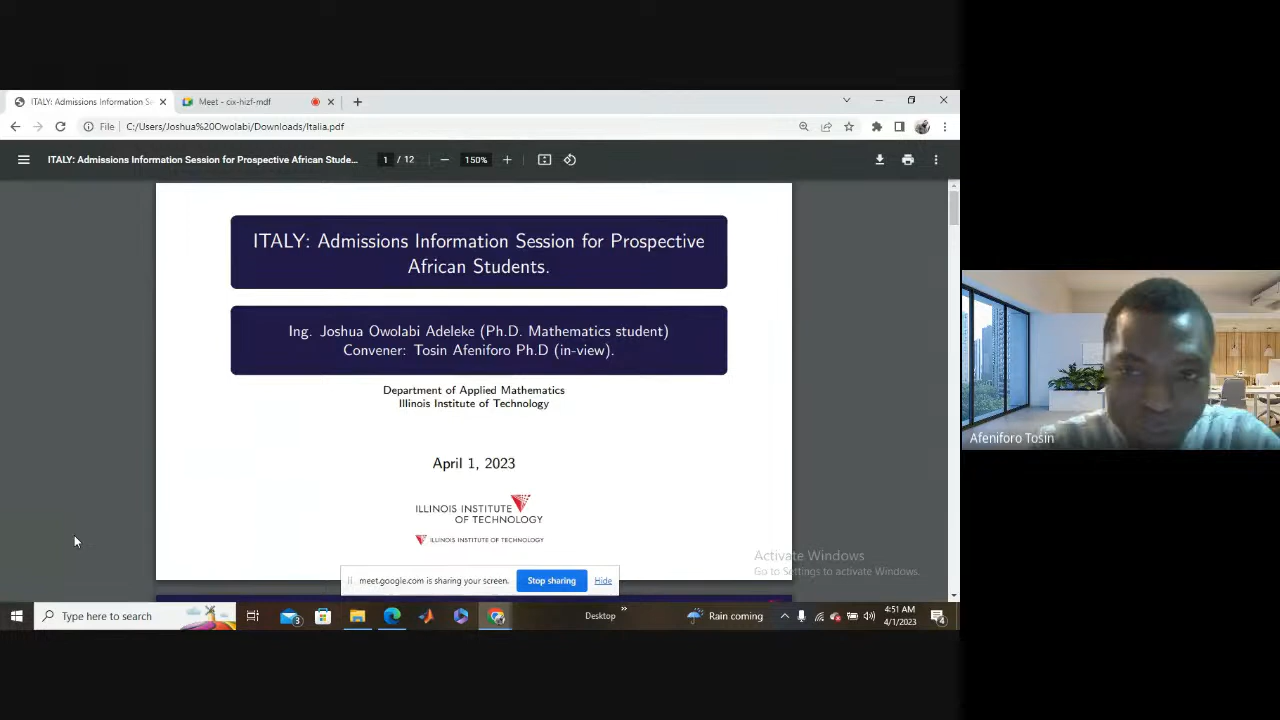 ITALY: Admissions Information Se
Meet - cix-hizf-mdf
File
C:/Users/Joshua%20Owolabi/Downloads/Italia.pdf
ITALY: Admissions Information Session for Prospective African Stude...
1 / 12
150%
ITALY: Admissions Information Session for Prospective
African Students.
Ing. Joshua Owolabi Adeleke (Ph.D. Mathematics student)
Convener: Tosin Afeniforo Ph.D (in-view).
Department of Applied Mathematics
Illinois Institute of Technology
April 1, 2023
ILLINOIS INSTITUTE
OF TECHNOLOGY
ILLINOIS INSTITUTE OF TECHNOLOGY
Afeniforo Tosin
Activate Windows
Go to Settings to activate Windows.
meet.google.com is sharing your screen.
Stop sharing
Hide
Type here to search
3
Desktop
Rain coming
4:51 AM
4/1/2023
4